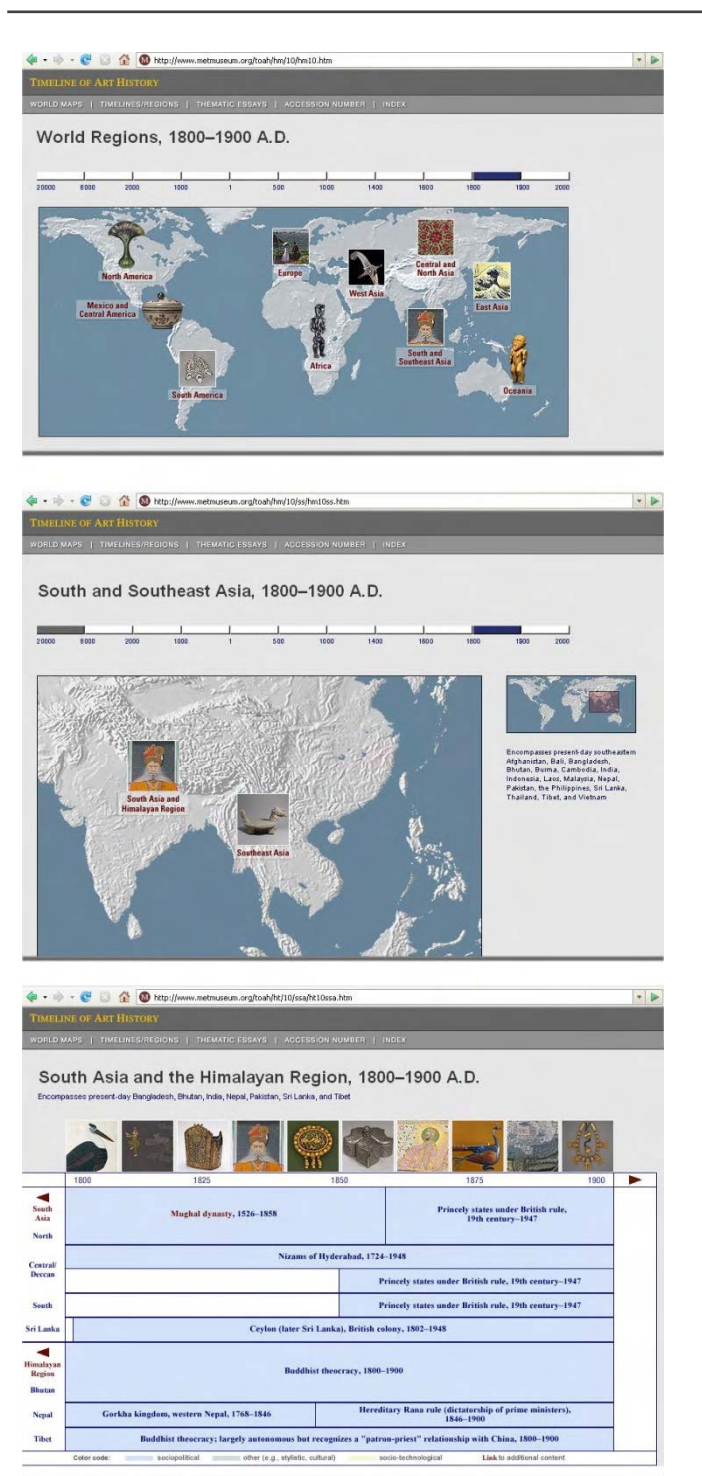 http://www.metmuseum.org/toah/hm/10/hm10.htm
TIMELINE OF ART HISTORY
WORLD MAPS | TIMELINES/REGIONS | THEMATIC ESSAYS | ACCESSION NUMBER | INDEX
World Regions, 1800–1900 A.D.
20000 8000 2000 1000 1 500 1000 1400 1600 1800 1900 2000
North America
Europe
Central and
North Asia
West Asia
Mexico and
Central America
East Asia
South and
Southeast Asia
Africa
South America
Oceania
http://www.metmuseum.org/toah/hm/10/ss/hm10ss.htm
TIMELINE OF ART HISTORY
WORLD MAPS | TIMELINES/REGIONS | THEMATIC ESSAYS | ACCESSION NUMBER | INDEX
South and Southeast Asia, 1800–1900 A.D.
20000 8000 2000 1000 1 500 1000 1400 1600 1800 1900 2000
South Asia and
Himalayan Region
Southeast Asia
Encompasses present-day southeastern
Afghanistan, Bali, Bangladesh,
Bhutan, Burma, Cambodia, India,
Indonesia, Laos, Malaysia, Nepal,
Pakistan, the Philippines, Sri Lanka,
Thailand, Tibet, and Vietnam
http://www.metmuseum.org/toah/ht/10/ssa/ht10ssa.htm
TIMELINE OF ART HISTORY
WORLD MAPS | TIMELINES/REGIONS | THEMATIC ESSAYS | ACCESSION NUMBER | INDEX
South Asia and the Himalayan Region, 1800–1900 A.D.
Encompasses present-day Bangladesh, Bhutan, India, Nepal, Pakistan, Sri Lanka, and Tibet
1800 1825 1850 1875 1900
South
Asia
North
Mughal dynasty, 1526–1858
Princely states under British rule,
19th century–1947
Central/
Deccan
Nizams of Hyderabad, 1724–1948
Princely states under British rule, 19th century–1947
South
Princely states under British rule, 19th century–1947
Sri Lanka
Ceylon (later Sri Lanka), British colony, 1802–1948
Himalayan
Region
Bhutan
Buddhist theocracy, 1800–1900
Nepal
Gorkha kingdom, western Nepal, 1768–1846
Hereditary Rana rule (dictatorship of prime ministers),
1846–1900
Tibet
Buddhist theocracy; largely autonomous but recognizes a "patron-priest" relationship with China, 1800–1900
Color code: sociopolitical other (e.g., stylistic, cultural) socio-technological Link to additional content